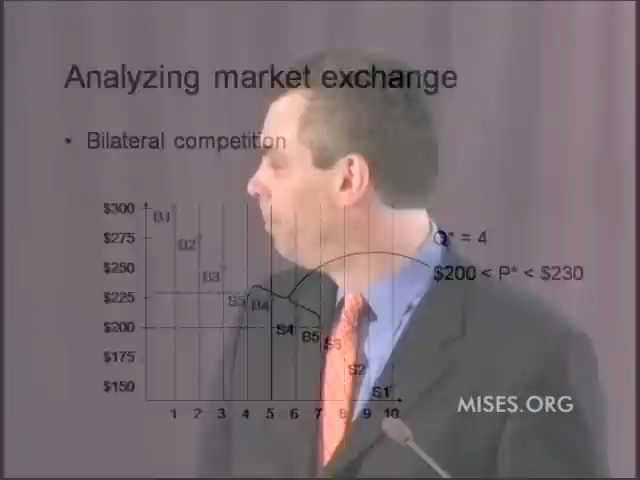 Analyzing market exchange
• Bilateral competition
$300
$275
$250
$225
$200
$175
$150
B1
B2
B3
S5 B4
S4
B5 S3
S2
S1
1 2 3 4 5 6 7 8 9 10
Q* = 4
$200 < P* < $230
MISES.ORG